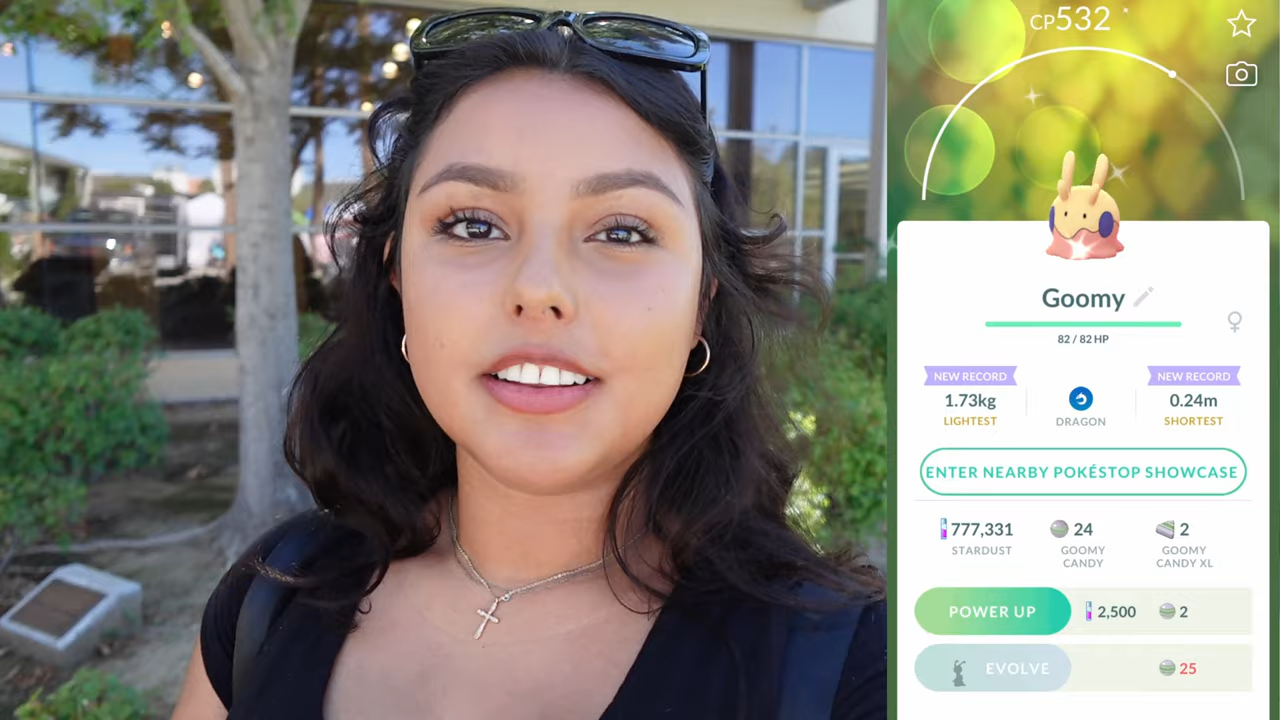 CP532
Goomy
82 / 82 HP
NEW RECORD
1.73kg
LIGHTEST
DRAGON
NEW RECORD
0.24m
SHORTEST
ENTER NEARBY POKÉSTOP SHOWCASE
777,331
STARDUST
24
GOOMY
CANDY
2
GOOMY
CANDY XL
POWER UP 2,500 2
EVOLVE 25